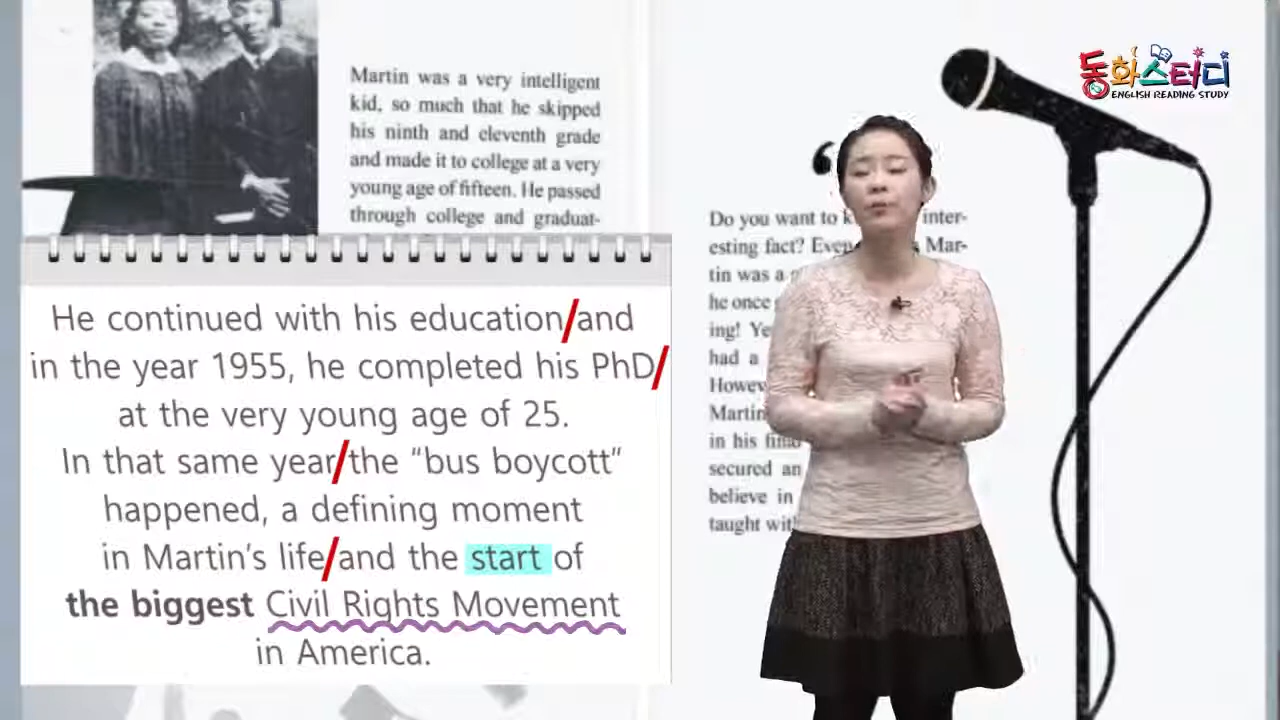 동화스터디
ENGLISH READING STUDY
Martin was a very intelligent
kid, so much that he skipped
his ninth and eleventh grade
and made it to college at a very
young age of fifteen. He passed
through college and graduat-
He continued with his education/and
in the year 1955, he completed his PhD/
at the very young age of 25.
In that same year/the “bus boycott”
happened, a defining moment
in Martin’s life/and the start of
the biggest Civil Rights Movement
in America.
Do you want to inter-
esting fact? Mar-
tin was a
he once
ing!
had a
Martin
in his
secured an
believe in
taught